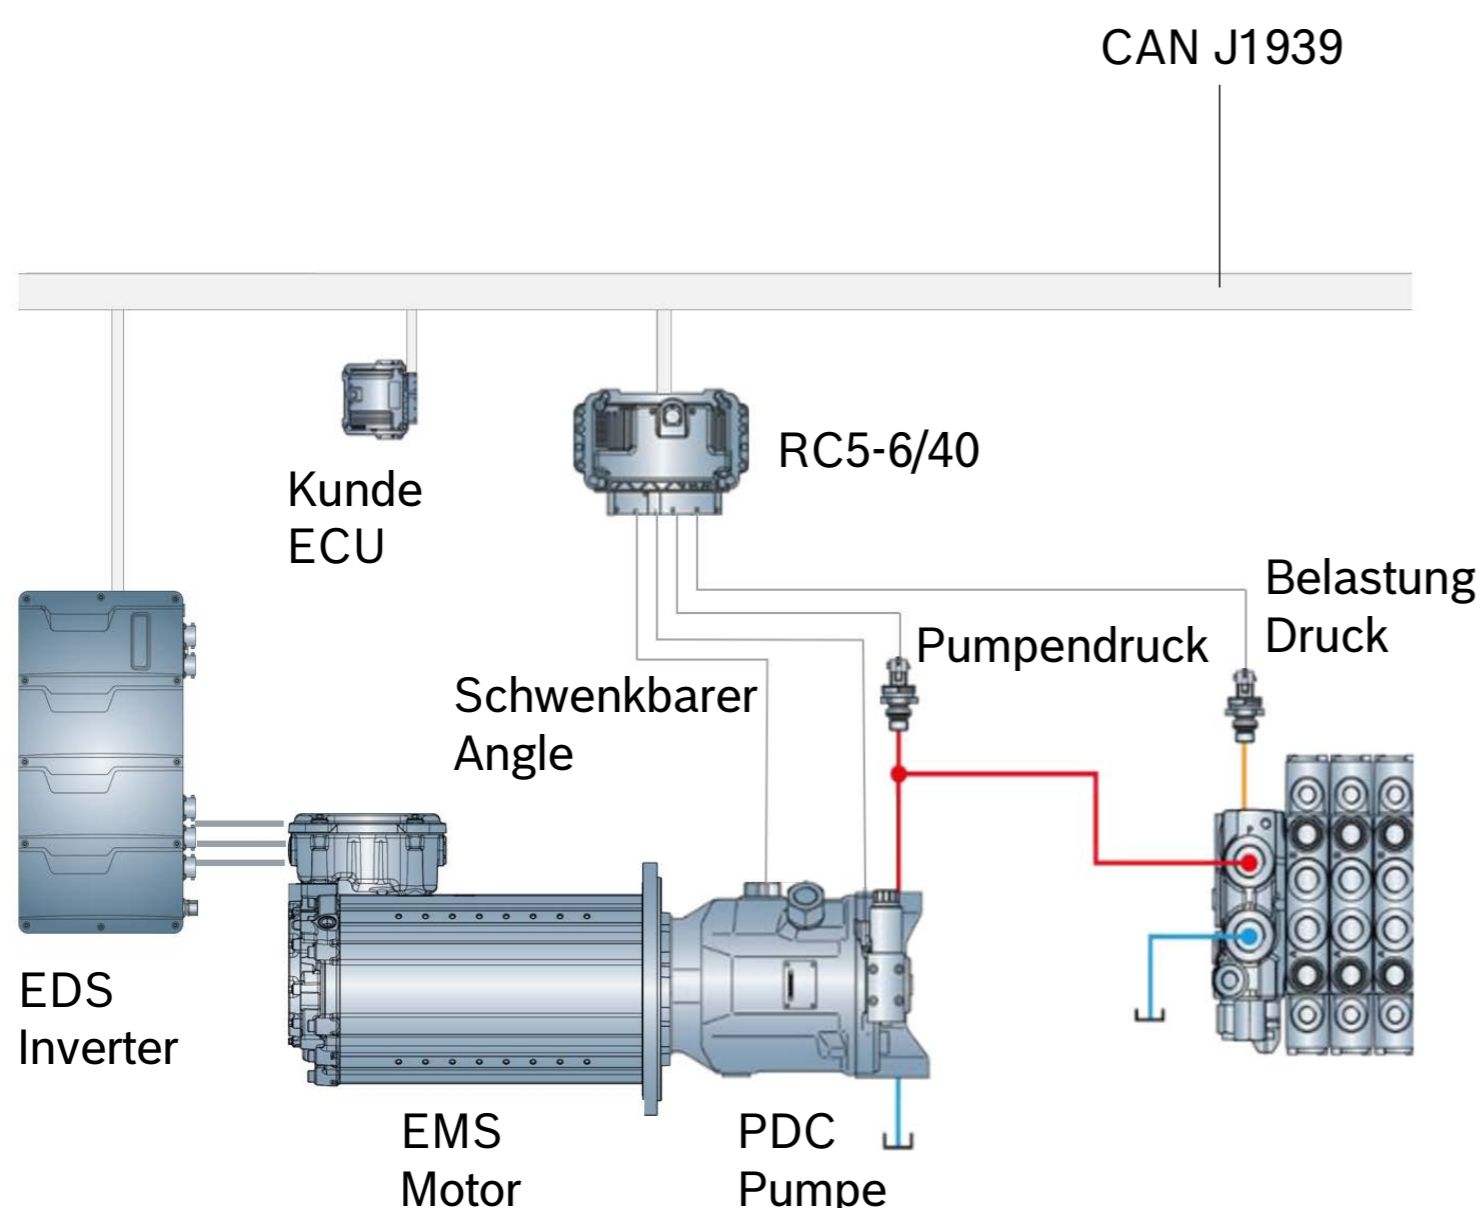 CAN J1939
Kunde
ECU
RC5-6/40
Belastung
Druck
Pumpendruck
Schwenkbarer
Angle
EDS
Inverter
EMS
Motor
PDC
Pumpe